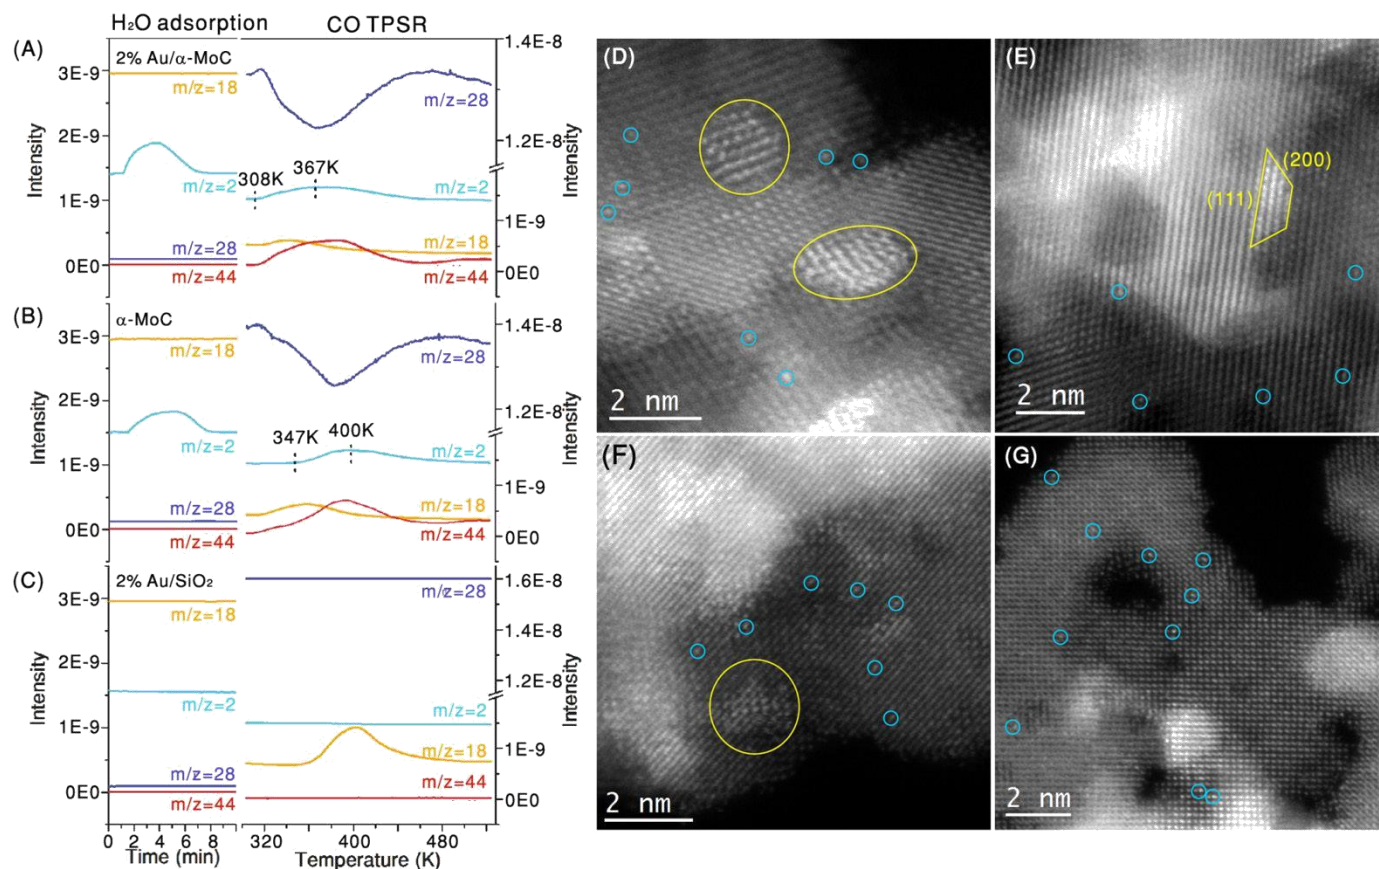 H₂O adsorption CO TPSR
(A)
2% Au/α-MoC
3E-9
2E-9
1E-9
0E0
Intensity
m/z=18
m/z=2
m/z=28
m/z=44
308K
367K
m/z=28
m/z=2
m/z=18
m/z=44
1.4E-8
1.2E-8
1E-9
0E0
Intensity
(B)
α-MoC
3E-9
2E-9
1E-9
0E0
Intensity
m/z=18
m/z=2
m/z=28
m/z=44
347K
400K
m/z=28
m/z=2
m/z=18
m/z=44
1.4E-8
1.2E-8
1E-9
0E0
Intensity
(C)
2% Au/SiO₂
3E-9
2E-9
1E-9
0E0
Intensity
m/z=18
m/z=2
m/z=28
m/z=44
m/z=28
m/z=2
m/z=18
m/z=44
1.6E-8
1.4E-8
1.2E-8
1E-9
0E0
Intensity
0 2 4 6 8
320 400 480
Time (min)
Temperature (K)
(D)
2 nm
(E)
(200)
(111)
2 nm
(F)
2 nm
(G)
2 nm